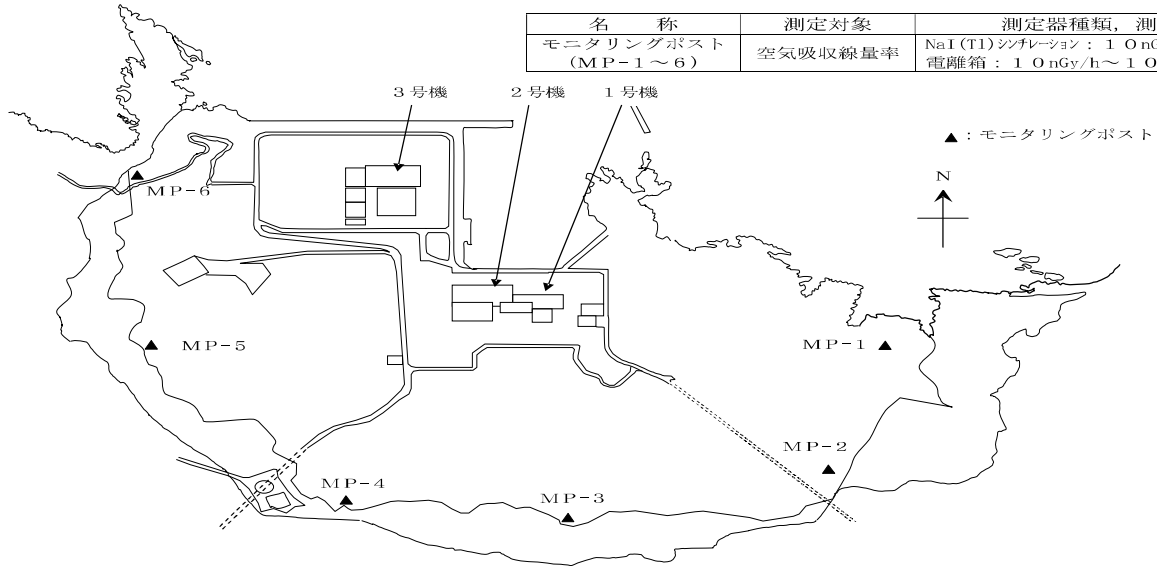 名　称　測定対象　測定器種類，測
モニタリングポスト
(MP-1～6)
空気吸収線量率
NaI(Tl)シンチレーション：10nG
電離箱：10nGy/h～10
3号機　2号機　1号機
▲：モニタリングポスト
N
MP-6
MP-5
MP-1
MP-2
MP-4
MP-3